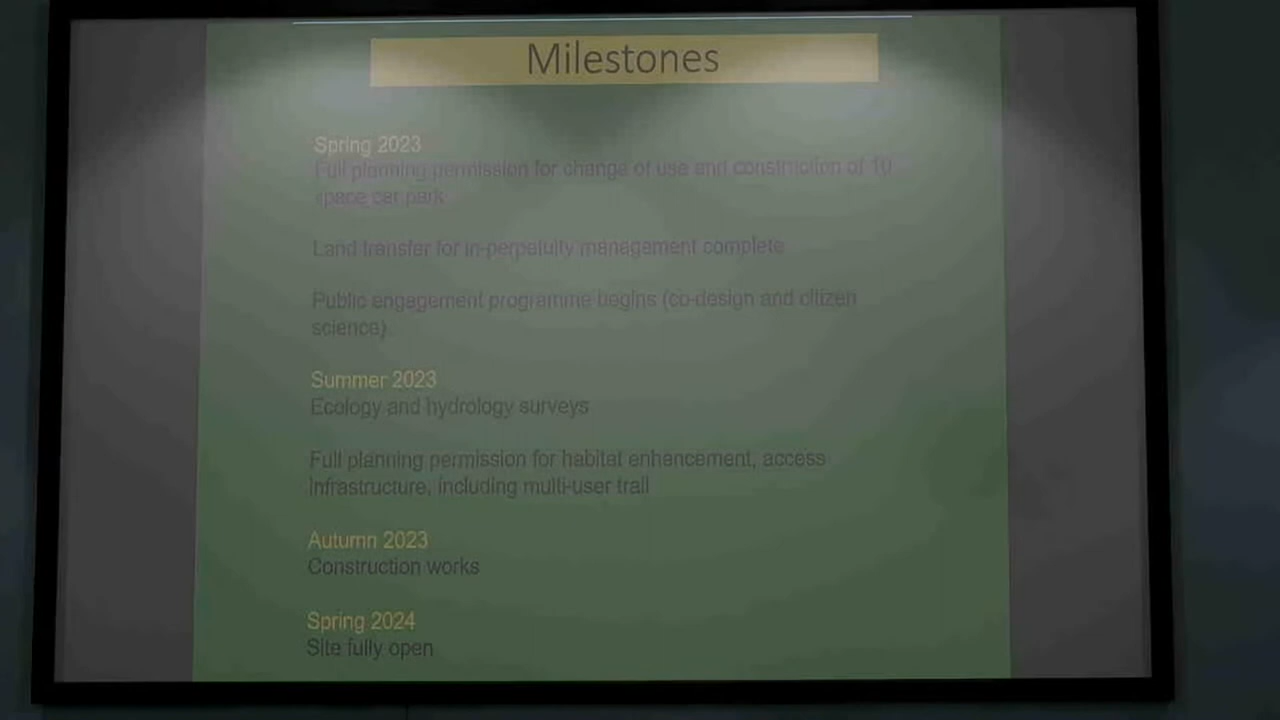 Milestones
Spring 2023
Full planning permission for change of use and construction of 10
space car park
Land transfer for in-perpetuity management complete
Public engagement programme begins (co-design and citizen
science)
Summer 2023
Ecology and hydrology surveys
Full planning permission for habitat enhancement, access
infrastructure, including multi-user trail
Autumn 2023
Construction works
Spring 2024
Site fully open